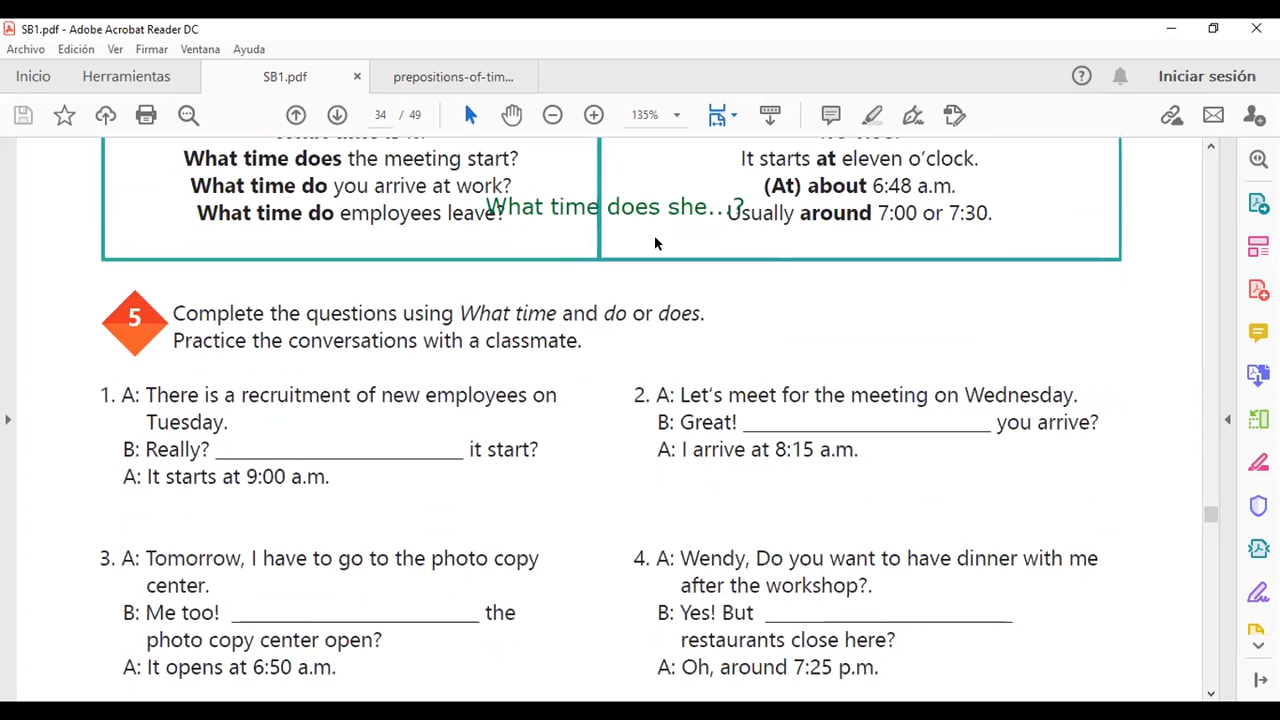 SB1.pdf - Adobe Acrobat Reader DC
Archivo Edición Ver Firmar Ventana Ayuda
Inicio Herramientas SB1.pdf × prepositions-of-tim... Iniciar sesión
34 / 49 135%
What time does the meeting start? It starts at eleven o'clock.
What time do you arrive at work? (At) about 6:48 a.m.
What time does she...?
What time do employees leave? Usually around 7:00 or 7:30.
5
Complete the questions using What time and do or does.
Practice the conversations with a classmate.
1. A: There is a recruitment of new employees on
Tuesday.
B: Really? ______________________ it start?
A: It starts at 9:00 a.m.
2. A: Let's meet for the meeting on Wednesday.
B: Great! ______________________ you arrive?
A: I arrive at 8:15 a.m.
3. A: Tomorrow, I have to go to the photo copy
center.
B: Me too! ______________________ the
photo copy center open?
A: It opens at 6:50 a.m.
4. A: Wendy, Do you want to have dinner with me
after the workshop?.
B: Yes! But ______________________
restaurants close here?
A: Oh, around 7:25 p.m.